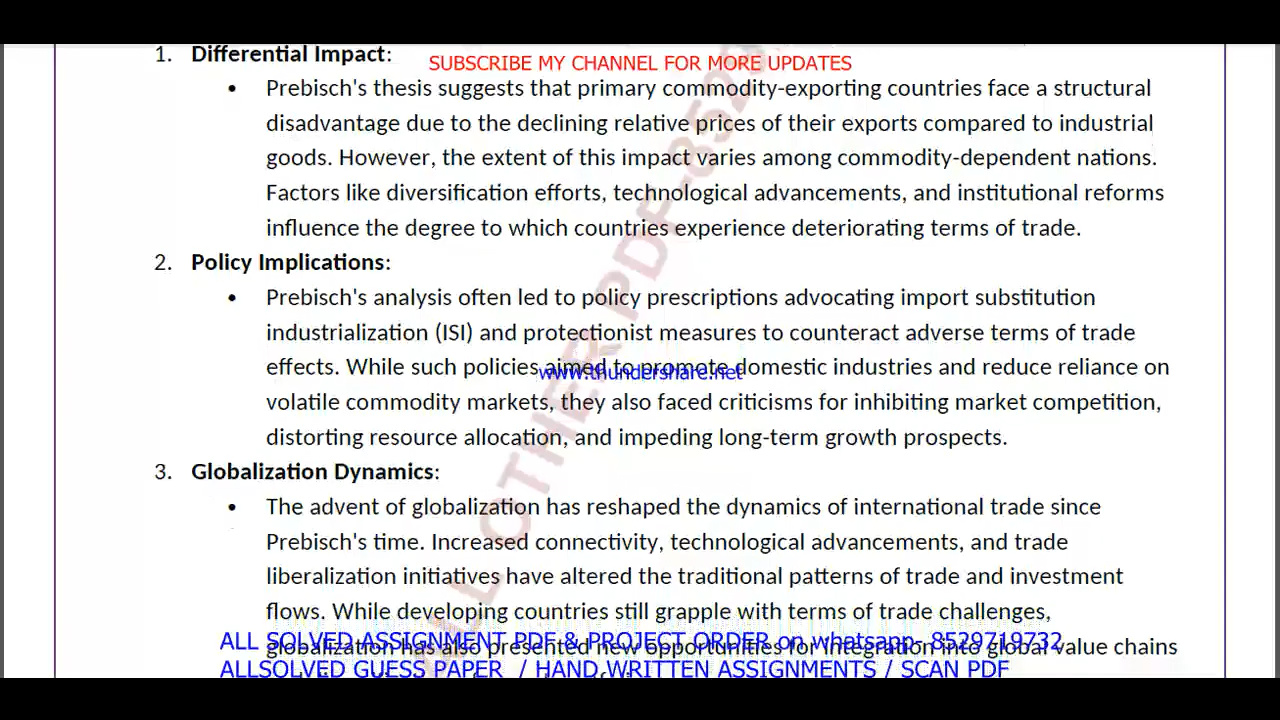 1. Differential Impact:
SUBSCRIBE MY CHANNEL FOR MORE UPDATES
• Prebisch's thesis suggests that primary commodity-exporting countries face a structural
disadvantage due to the declining relative prices of their exports compared to industrial
goods. However, the extent of this impact varies among commodity-dependent nations.
Factors like diversification efforts, technological advancements, and institutional reforms
influence the degree to which countries experience deteriorating terms of trade.
2. Policy Implications:
• Prebisch's analysis often led to policy prescriptions advocating import substitution
industrialization (ISI) and protectionist measures to counteract adverse terms of trade
effects. While such policies aimed to promote domestic industries and reduce reliance on
www.thundershare.net
volatile commodity markets, they also faced criticisms for inhibiting market competition,
distorting resource allocation, and impeding long-term growth prospects.
3. Globalization Dynamics:
• The advent of globalization has reshaped the dynamics of international trade since
Prebisch's time. Increased connectivity, technological advancements, and trade
liberalization initiatives have altered the traditional patterns of trade and investment
flows. While developing countries still grapple with terms of trade challenges,
ALL SOLVED ASSIGNMENT PDF & PROJECT ORDER on whatsapp- 8529719732
globalization has also presented new opportunities for integration into global value chains
ALLSOLVED GUESS PAPER / HAND WRITTEN ASSIGNMENTS / SCAN PDF